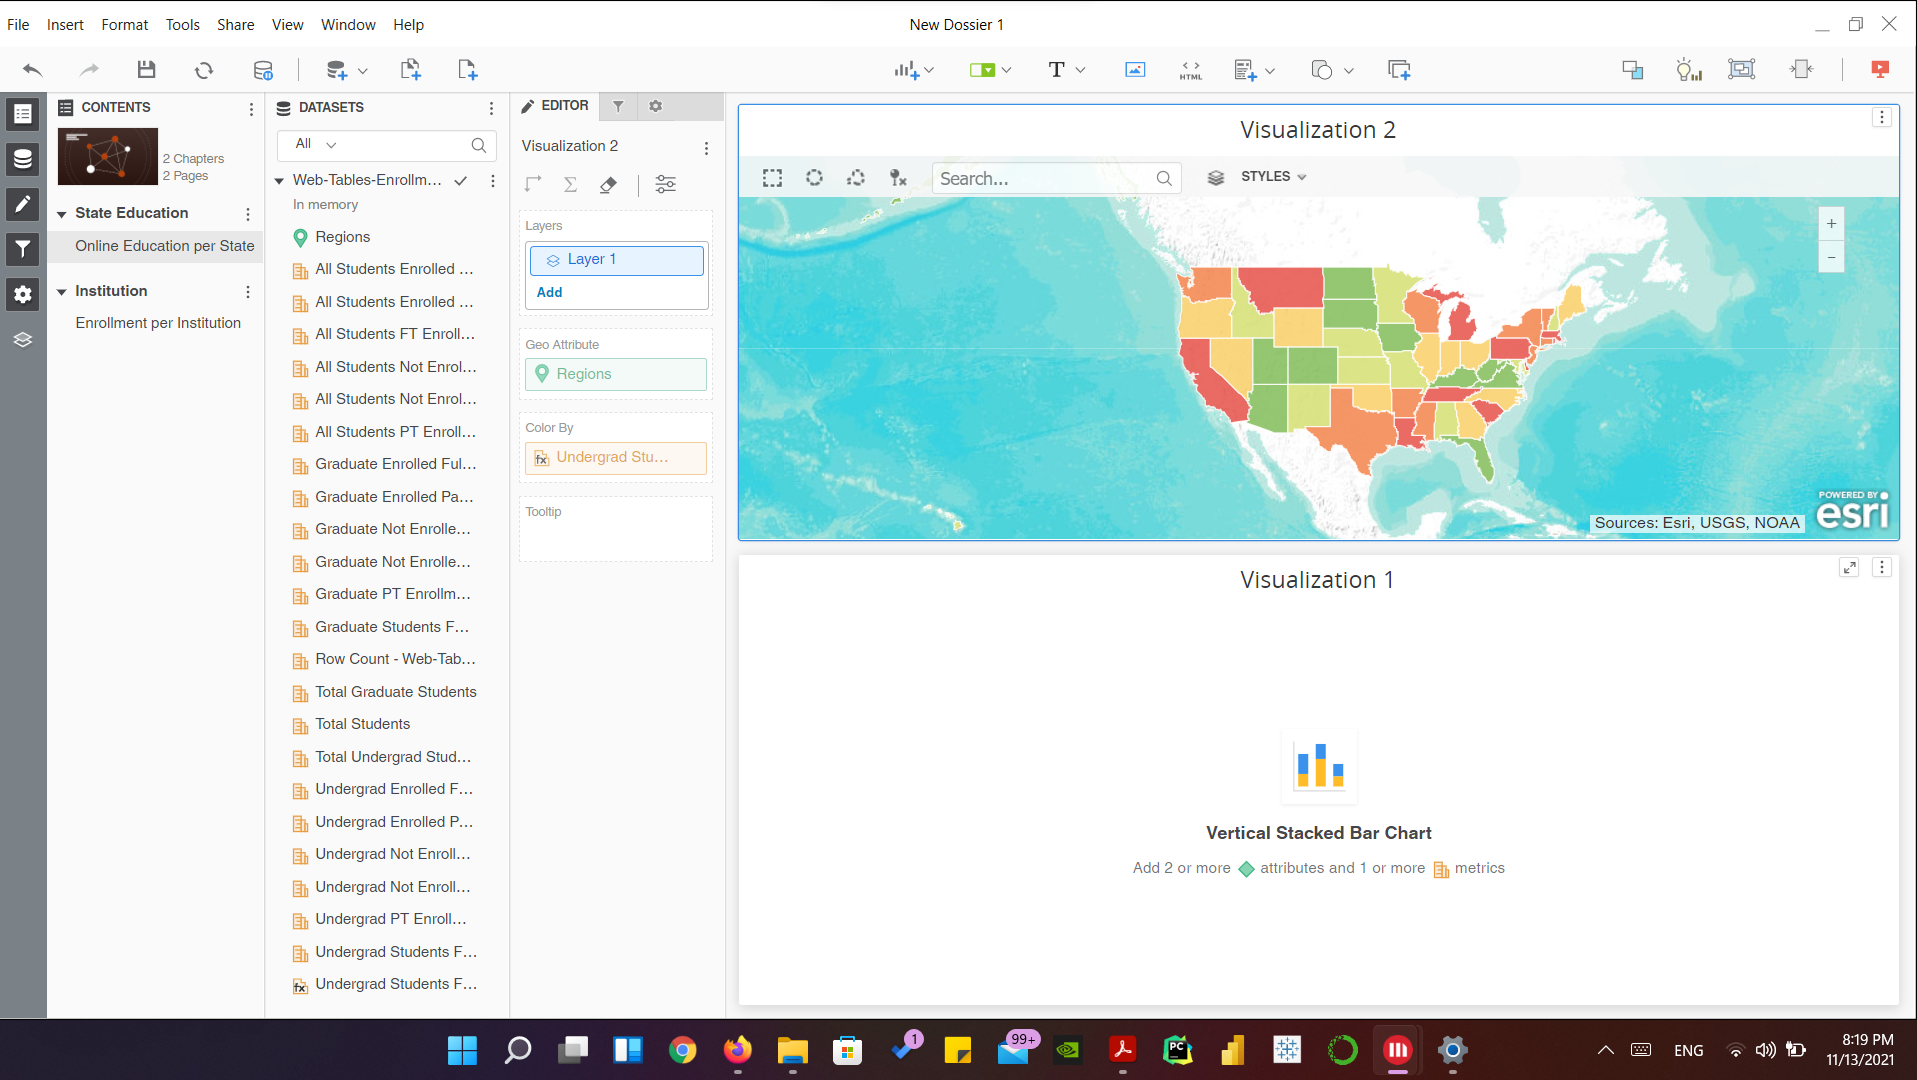 File Insert Format Tools Share View Window Help
New Dossier 1
HTML
CONTENTS
2 Chapters
2 Pages
State Education
Online Education per State
Institution
Enrollment per Institution
DATASETS
All
Web-Tables-Enrollm...
In memory
Regions
All Students Enrolled ...
All Students Enrolled ...
All Students FT Enroll...
All Students Not Enrol...
All Students Not Enrol...
All Students PT Enroll...
Graduate Enrolled Ful...
Graduate Enrolled Pa...
Graduate Not Enrolle...
Graduate Not Enrolle...
Graduate PT Enrollm...
Graduate Students F...
Row Count - Web-Tab...
Total Graduate Students
Total Students
Total Undergrad Stud...
Undergrad Enrolled F...
Undergrad Enrolled P...
Undergrad Not Enroll...
Undergrad Not Enroll...
Undergrad PT Enroll...
Undergrad Students F...
fx Undergrad Students F...
EDITOR
Visualization 2
Layers
Layer 1
Add
Geo Attribute
Regions
Color By
fx Undergrad Stu...
Tooltip
Visualization 2
Search...
STYLES
+
−
POWERED BY
esri
Sources: Esri, USGS, NOAA
Visualization 1
Vertical Stacked Bar Chart
Add 2 or more attributes and 1 or more metrics
1
99+
PC
ENG
8:19 PM
11/13/2021